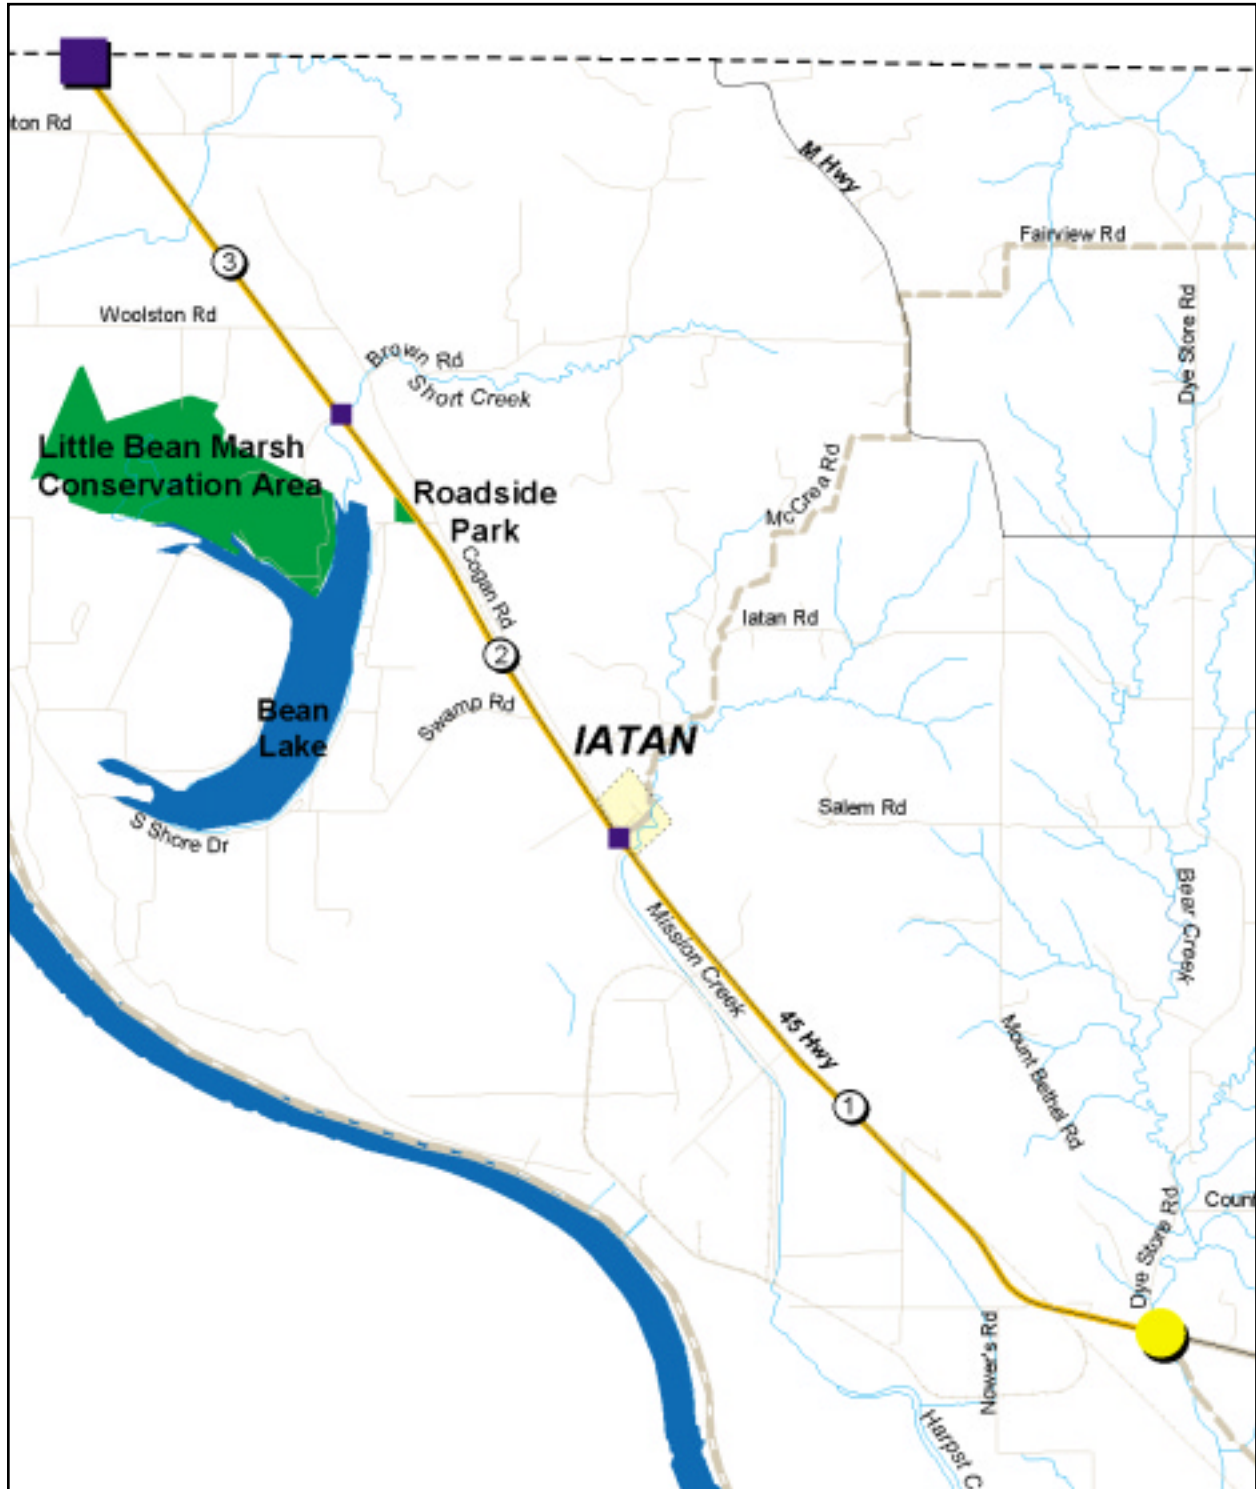 ton Rd
M Hwy
Fairview Rd
3
Dye Store Rd
Woolston Rd
Brown Rd
Short Creek
Little Bean Marsh
Conservation Area
Roadside
Park
McCrea Rd
Cogan Rd
Iatan Rd
2
Swamp Rd
Bean
Lake
IATAN
Salem Rd
S Shore Dr
Bear Creek
Mission Creek
45 Hwy
Mount Bethel Rd
1
Coun
Dye Store Rd
Nower's Rd
Harpst C